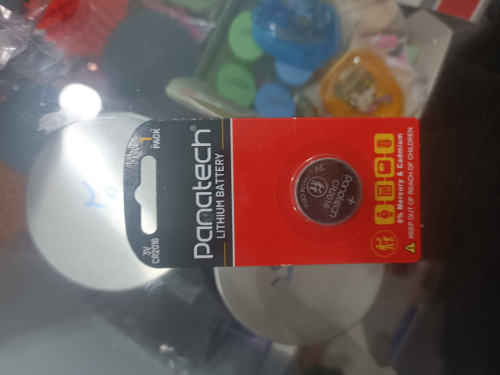 1
PACK
Panatech®
LITHIUM BATTERY
3V
CR2016
+
Panatech
CR2016
3V
0% Mercury & Cadmium
KEEP OUT OF REACH OF CHILDREN